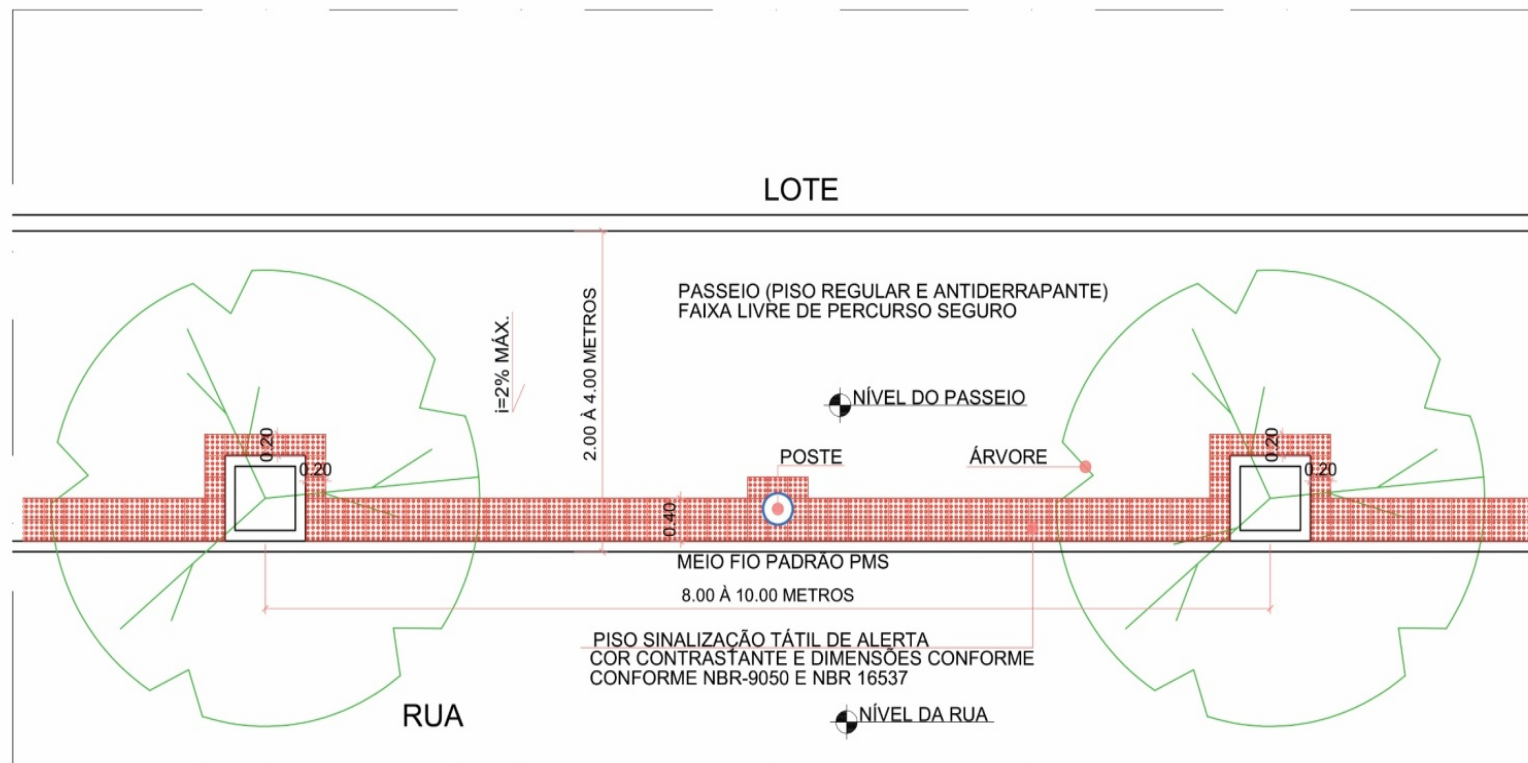 LOTE
PASSEIO (PISO REGULAR E ANTIDERRAPANTE)
FAIXA LIVRE DE PERCURSO SEGURO
i=2% MÁX.
2.00 À 4.00 METROS
NÍVEL DO PASSEIO
POSTE
ÁRVORE
0.20
0.20
0.20
0.20
0.40
MEIO FIO PADRÃO PMS
8.00 À 10.00 METROS
PISO SINALIZAÇÃO TÁTIL DE ALERTA
COR CONTRASTANTE E DIMENSÕES CONFORME
CONFORME NBR-9050 E NBR 16537
RUA
NÍVEL DA RUA